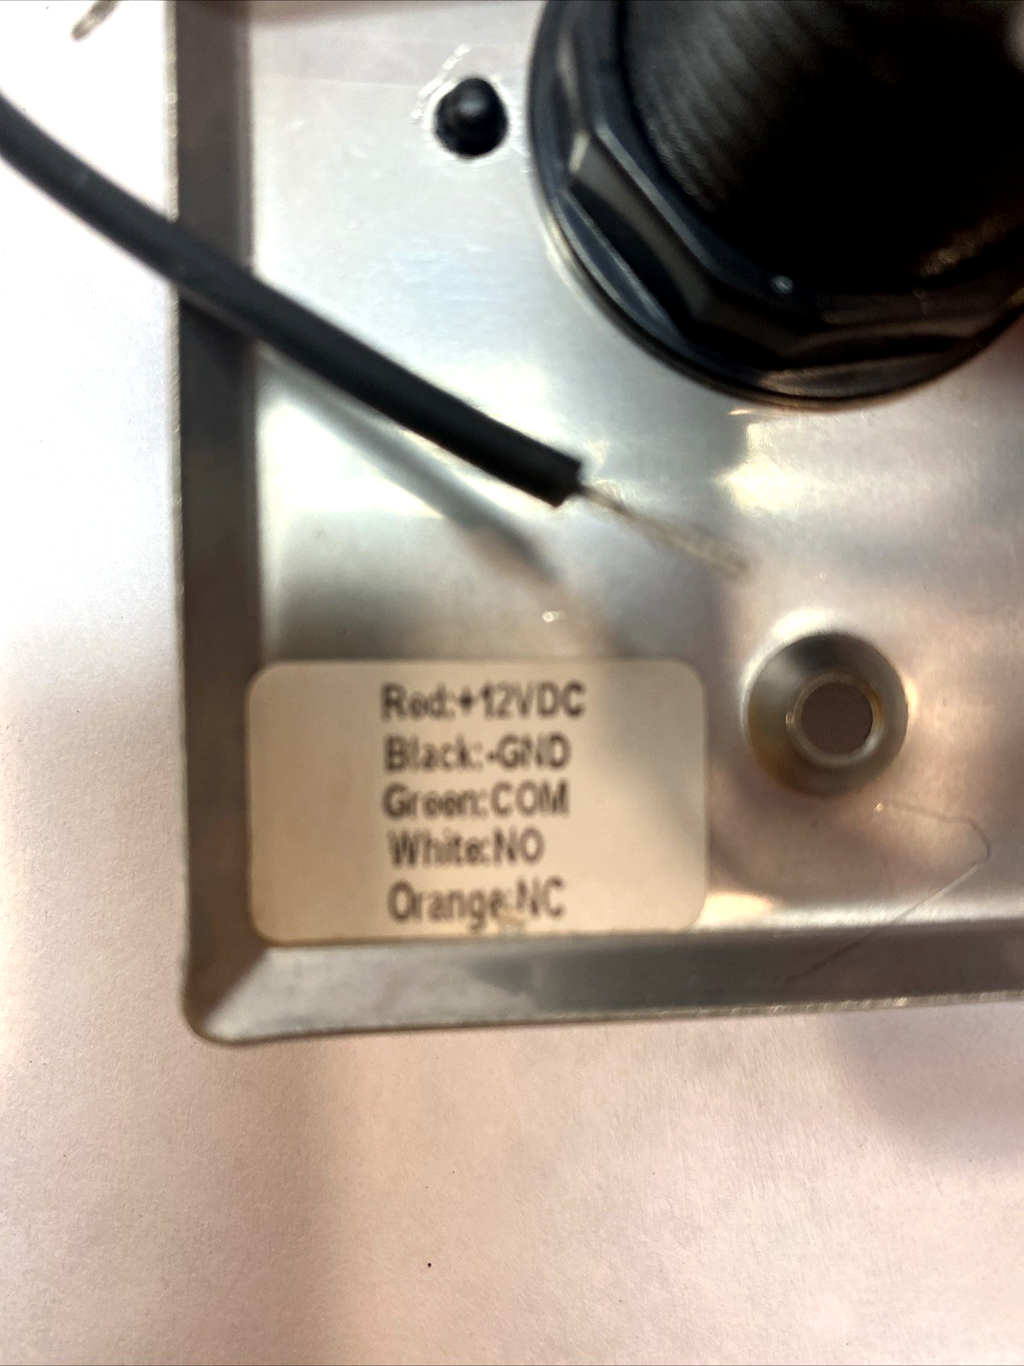 Red:+12VDC
Black:-GND
Green:COM
White:NO
Orange:NC